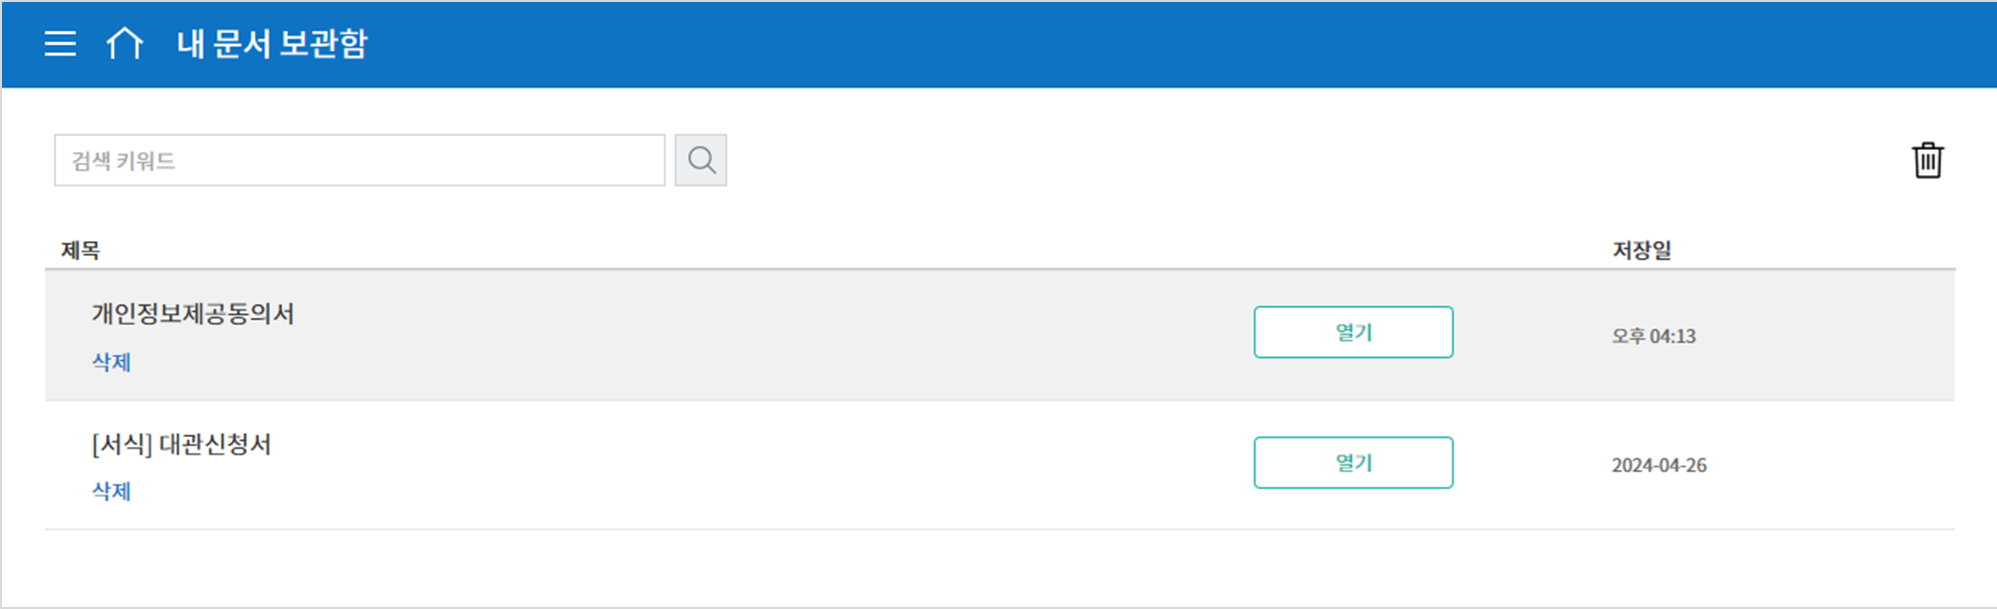 내 문서 보관함
검색 키워드
제목 저장일
개인정보제공동의서
삭제
열기
오후 04:13
[서식] 대관신청서
삭제
열기
2024-04-26